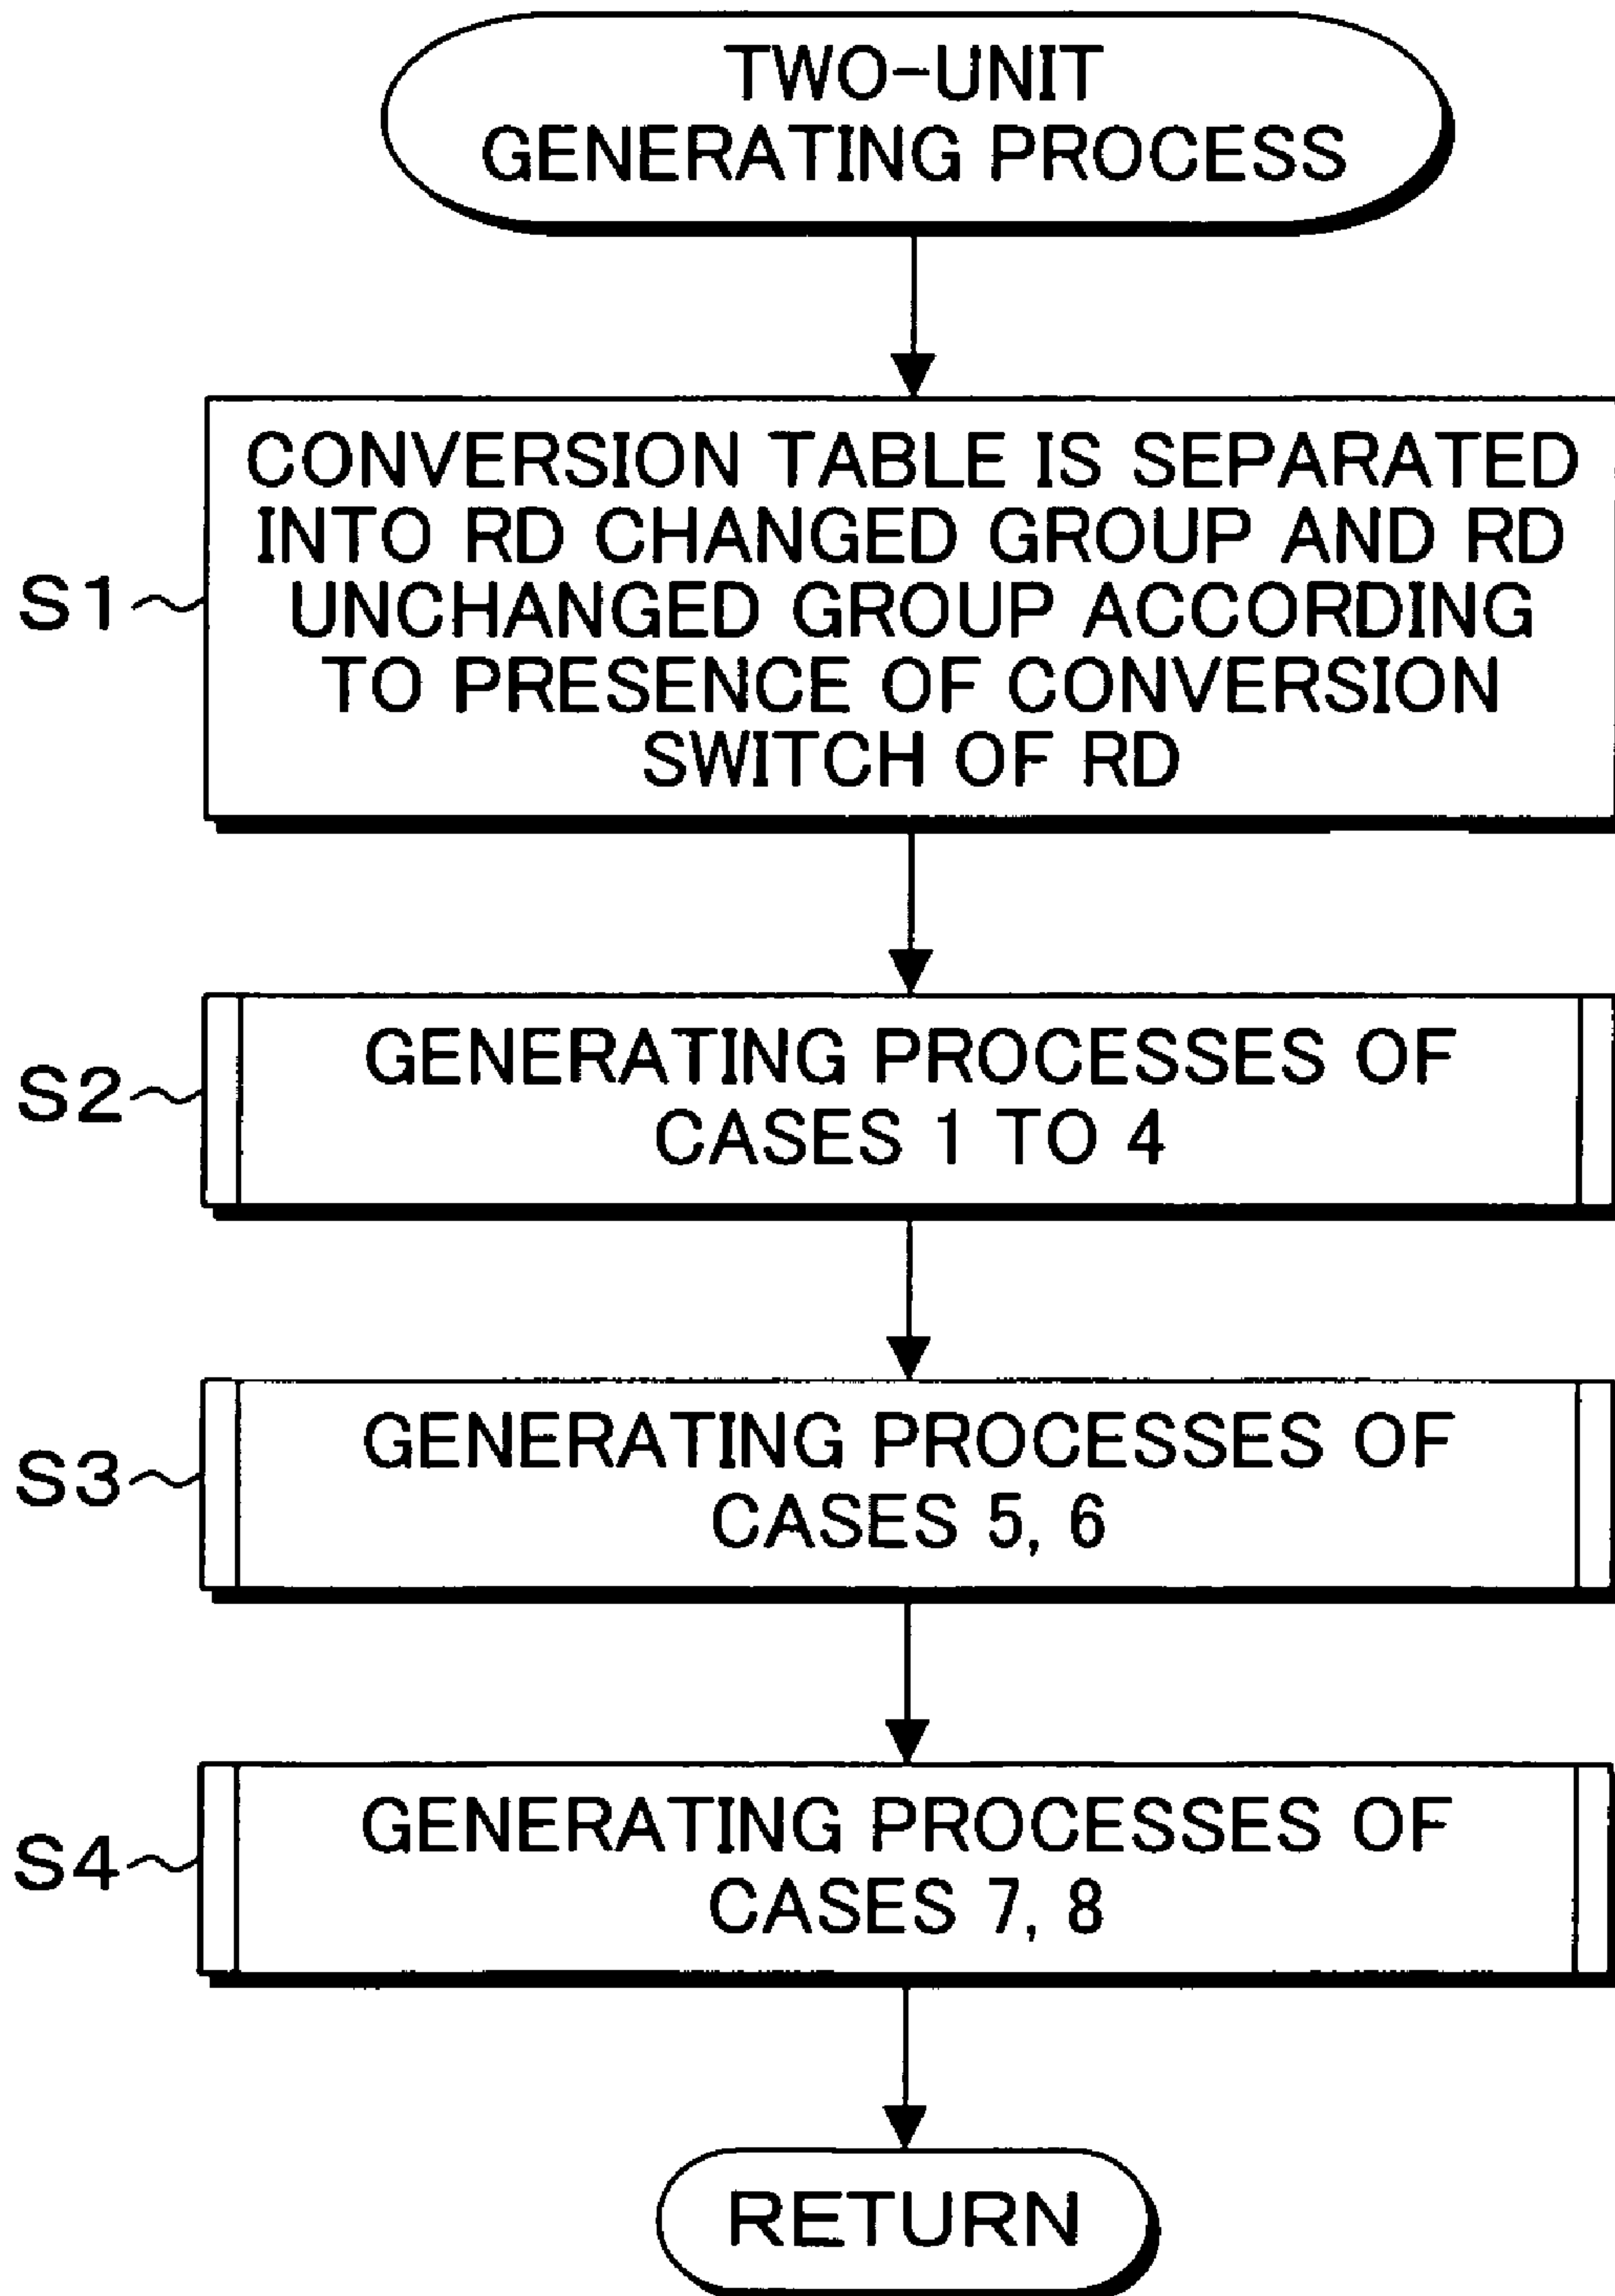 TWO-UNIT
GENERATING PROCESS
S1
CONVERSION TABLE IS SEPARATED
INTO RD CHANGED GROUP AND RD
UNCHANGED GROUP ACCORDING
TO PRESENCE OF CONVERSION
SWITCH OF RD
S2
GENERATING PROCESSES OF
CASES 1 TO 4
S3
GENERATING PROCESSES OF
CASES 5, 6
S4
GENERATING PROCESSES OF
CASES 7, 8
RETURN